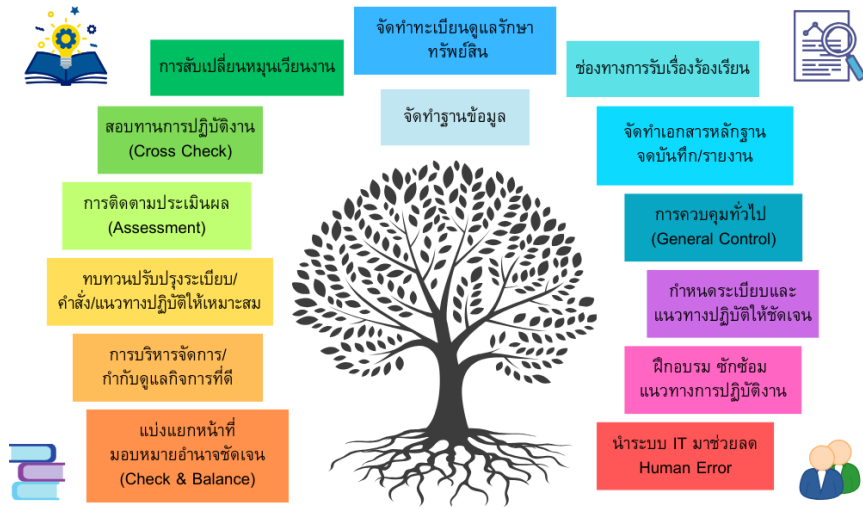 จัดทำทะเบียนดูแลรักษา
ทรัพย์สิน
การสับเปลี่ยนหมุนเวียนงาน
ช่องทางการรับเรื่องร้องเรียน
จัดทำฐานข้อมูล
สอบทานการปฏิบัติงาน
(Cross Check)
จัดทำเอกสารหลักฐาน
จดบันทึก/รายงาน
การติดตามประเมินผล
(Assessment)
การควบคุมทั่วไป
(General Control)
ทบทวนปรับปรุงระเบียบ/
คำสั่ง/แนวทางปฏิบัติให้เหมาะสม
กำหนดระเบียบและ
แนวทางปฏิบัติให้ชัดเจน
การบริหารจัดการ/
กำกับดูแลกิจการที่ดี
ฝึกอบรม ซักซ้อม
แนวทางการปฏิบัติงาน
แบ่งแยกหน้าที่
มอบหมายอำนาจชัดเจน
(Check & Balance)
นำระบบ IT มาช่วยลด
Human Error